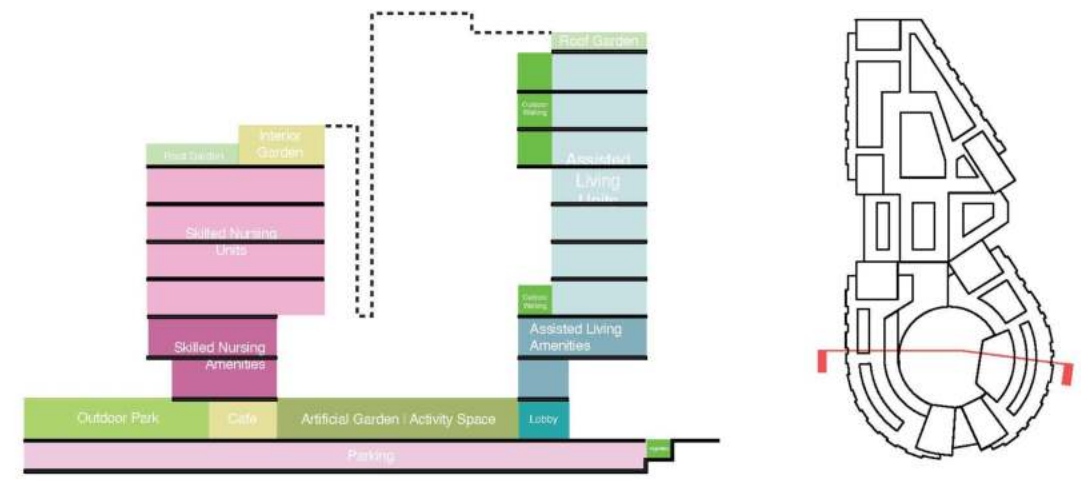 Roof Garden
Outdoor
Walking
Assisted
Living
Units
Interior
Garden
Roof Garden
Skilled Nursing
Units
Outdoor
Walking
Assisted Living
Amenities
Skilled Nursing
Amenities
Outdoor Park
Cafe
Artificial Garden | Activity Space
Lobby
Parking